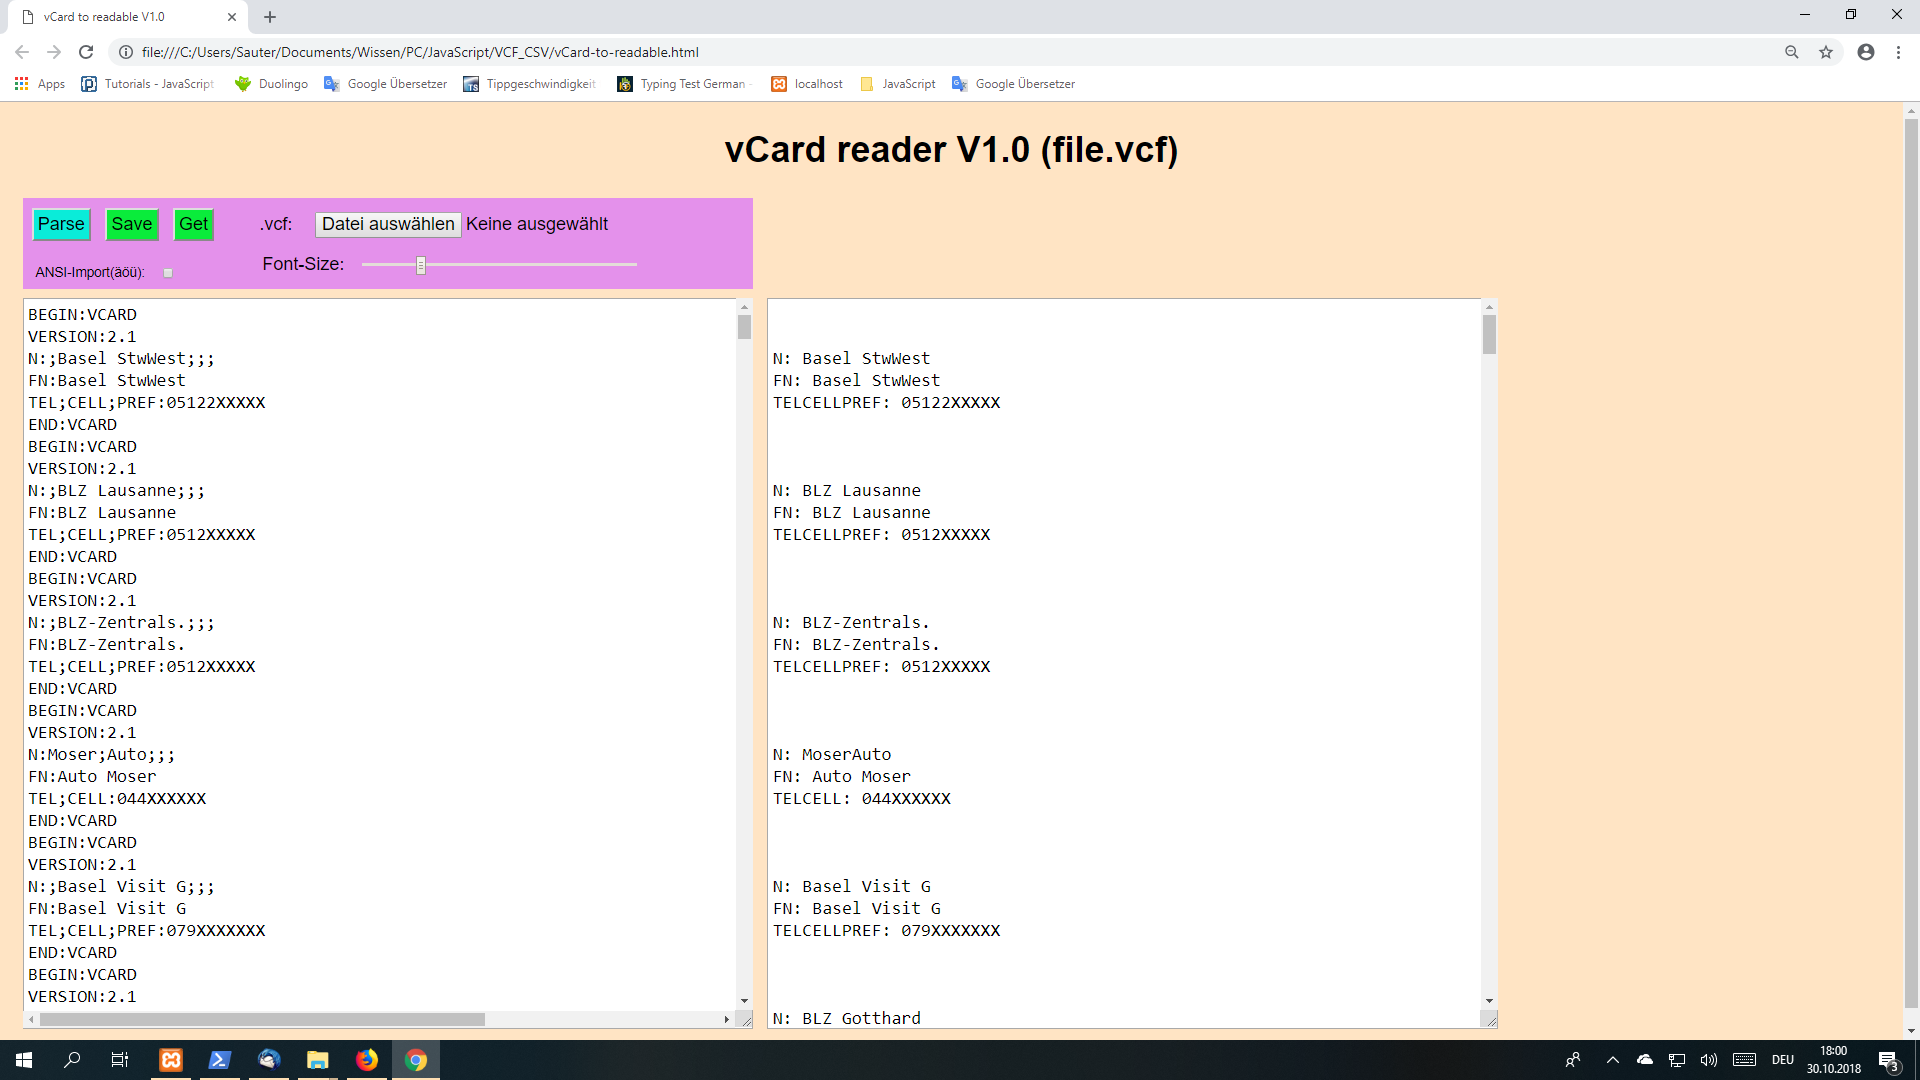 vCard to readable V1.0
file:///C:/Users/Sauter/Documents/Wissen/PC/JavaScript/VCF_CSV/vCard-to-readable.html
Apps Tutorials - JavaScript Duolingo Google Übersetzer Tippgeschwindigkeit Typing Test German - localhost JavaScript Google Übersetzer
vCard reader V1.0 (file.vcf)
Parse Save Get .vcf: Datei auswählen Keine ausgewählt
ANSI-Import(äöü): Font-Size:
BEGIN:VCARD
VERSION:2.1
N:;Basel StwWest;;;
FN:Basel StwWest
TEL;CELL;PREF:05122XXXXX
END:VCARD
BEGIN:VCARD
VERSION:2.1
N:;BLZ Lausanne;;;
FN:BLZ Lausanne
TEL;CELL;PREF:0512XXXXX
END:VCARD
BEGIN:VCARD
VERSION:2.1
N:;BLZ-Zentrals.;;;
FN:BLZ-Zentrals.
TEL;CELL;PREF:0512XXXXX
END:VCARD
BEGIN:VCARD
VERSION:2.1
N:Moser;Auto;;;
FN:Auto Moser
TEL;CELL:044XXXXXX
END:VCARD
BEGIN:VCARD
VERSION:2.1
N:;Basel Visit G;;;
FN:Basel Visit G
TEL;CELL;PREF:079XXXXXXX
END:VCARD
BEGIN:VCARD
VERSION:2.1
N: Basel StwWest
FN: Basel StwWest
TELCELLPREF: 05122XXXXX
N: BLZ Lausanne
FN: BLZ Lausanne
TELCELLPREF: 0512XXXXX
N: BLZ-Zentrals.
FN: BLZ-Zentrals.
TELCELLPREF: 0512XXXXX
N: MoserAuto
FN: Auto Moser
TELCELL: 044XXXXXX
N: Basel Visit G
FN: Basel Visit G
TELCELLPREF: 079XXXXXXX
N: BLZ Gotthard
TS
DEU
18:00
30.10.2018
3